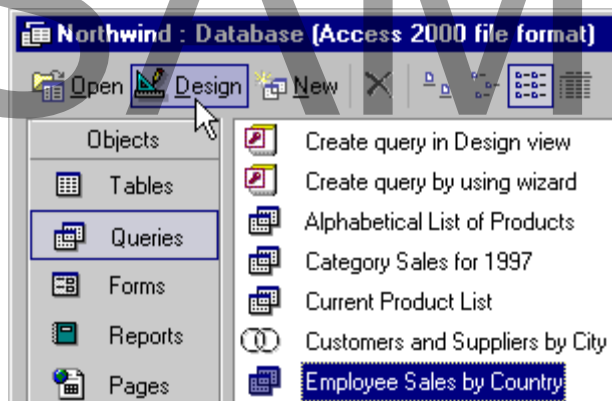 Northwind : Database (Access 2000 file format)
Open Design New
Objects
Tables
Queries
Forms
Reports
Pages
Create query in Design view
Create query by using wizard
Alphabetical List of Products
Category Sales for 1997
Current Product List
Customers and Suppliers by City
Employee Sales by Country